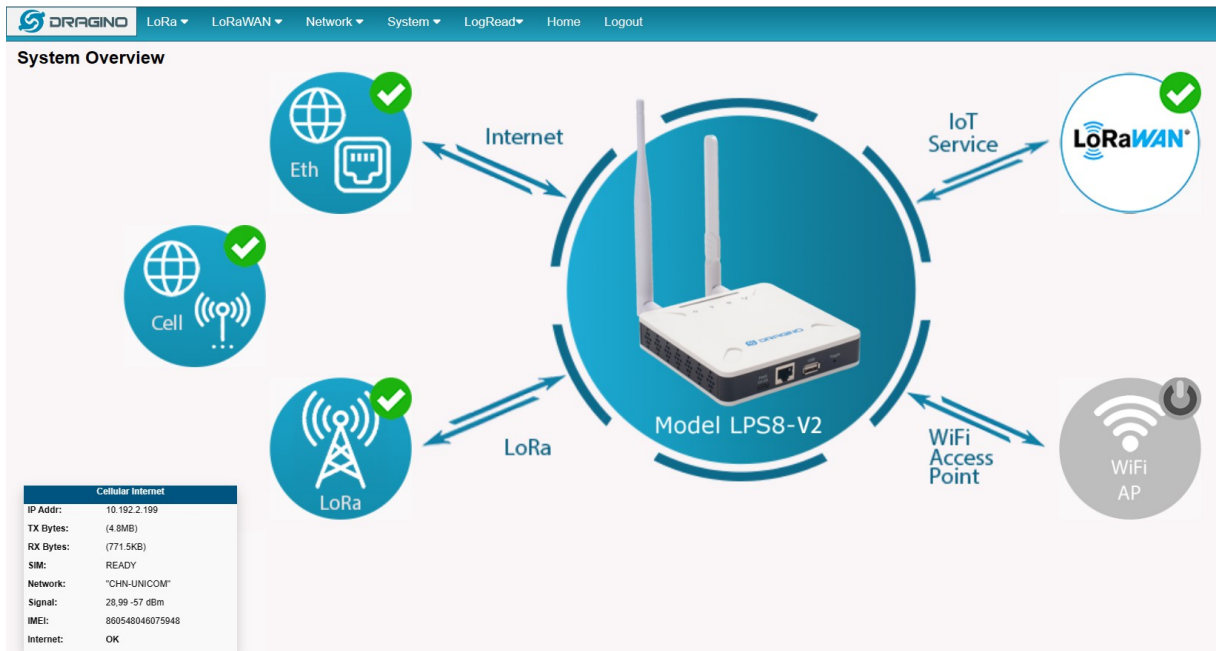 DRAGINO LoRa LoRaWAN Network System LogRead Home Logout
System Overview
Eth
Internet
IoT
Service
LoRaWAN®
Cell
DRAGINO
Model LPS8-V2
LoRa
LoRa
WiFi
Access
Point
WiFi
AP
Cellular Internet
IP Addr: 10.192.2.199
TX Bytes: (4.8MB)
RX Bytes: (771.5KB)
SIM: READY
Network: "CHN-UNICOM"
Signal: 28,99 -57 dBm
IMEI: 860548046075948
Internet: OK